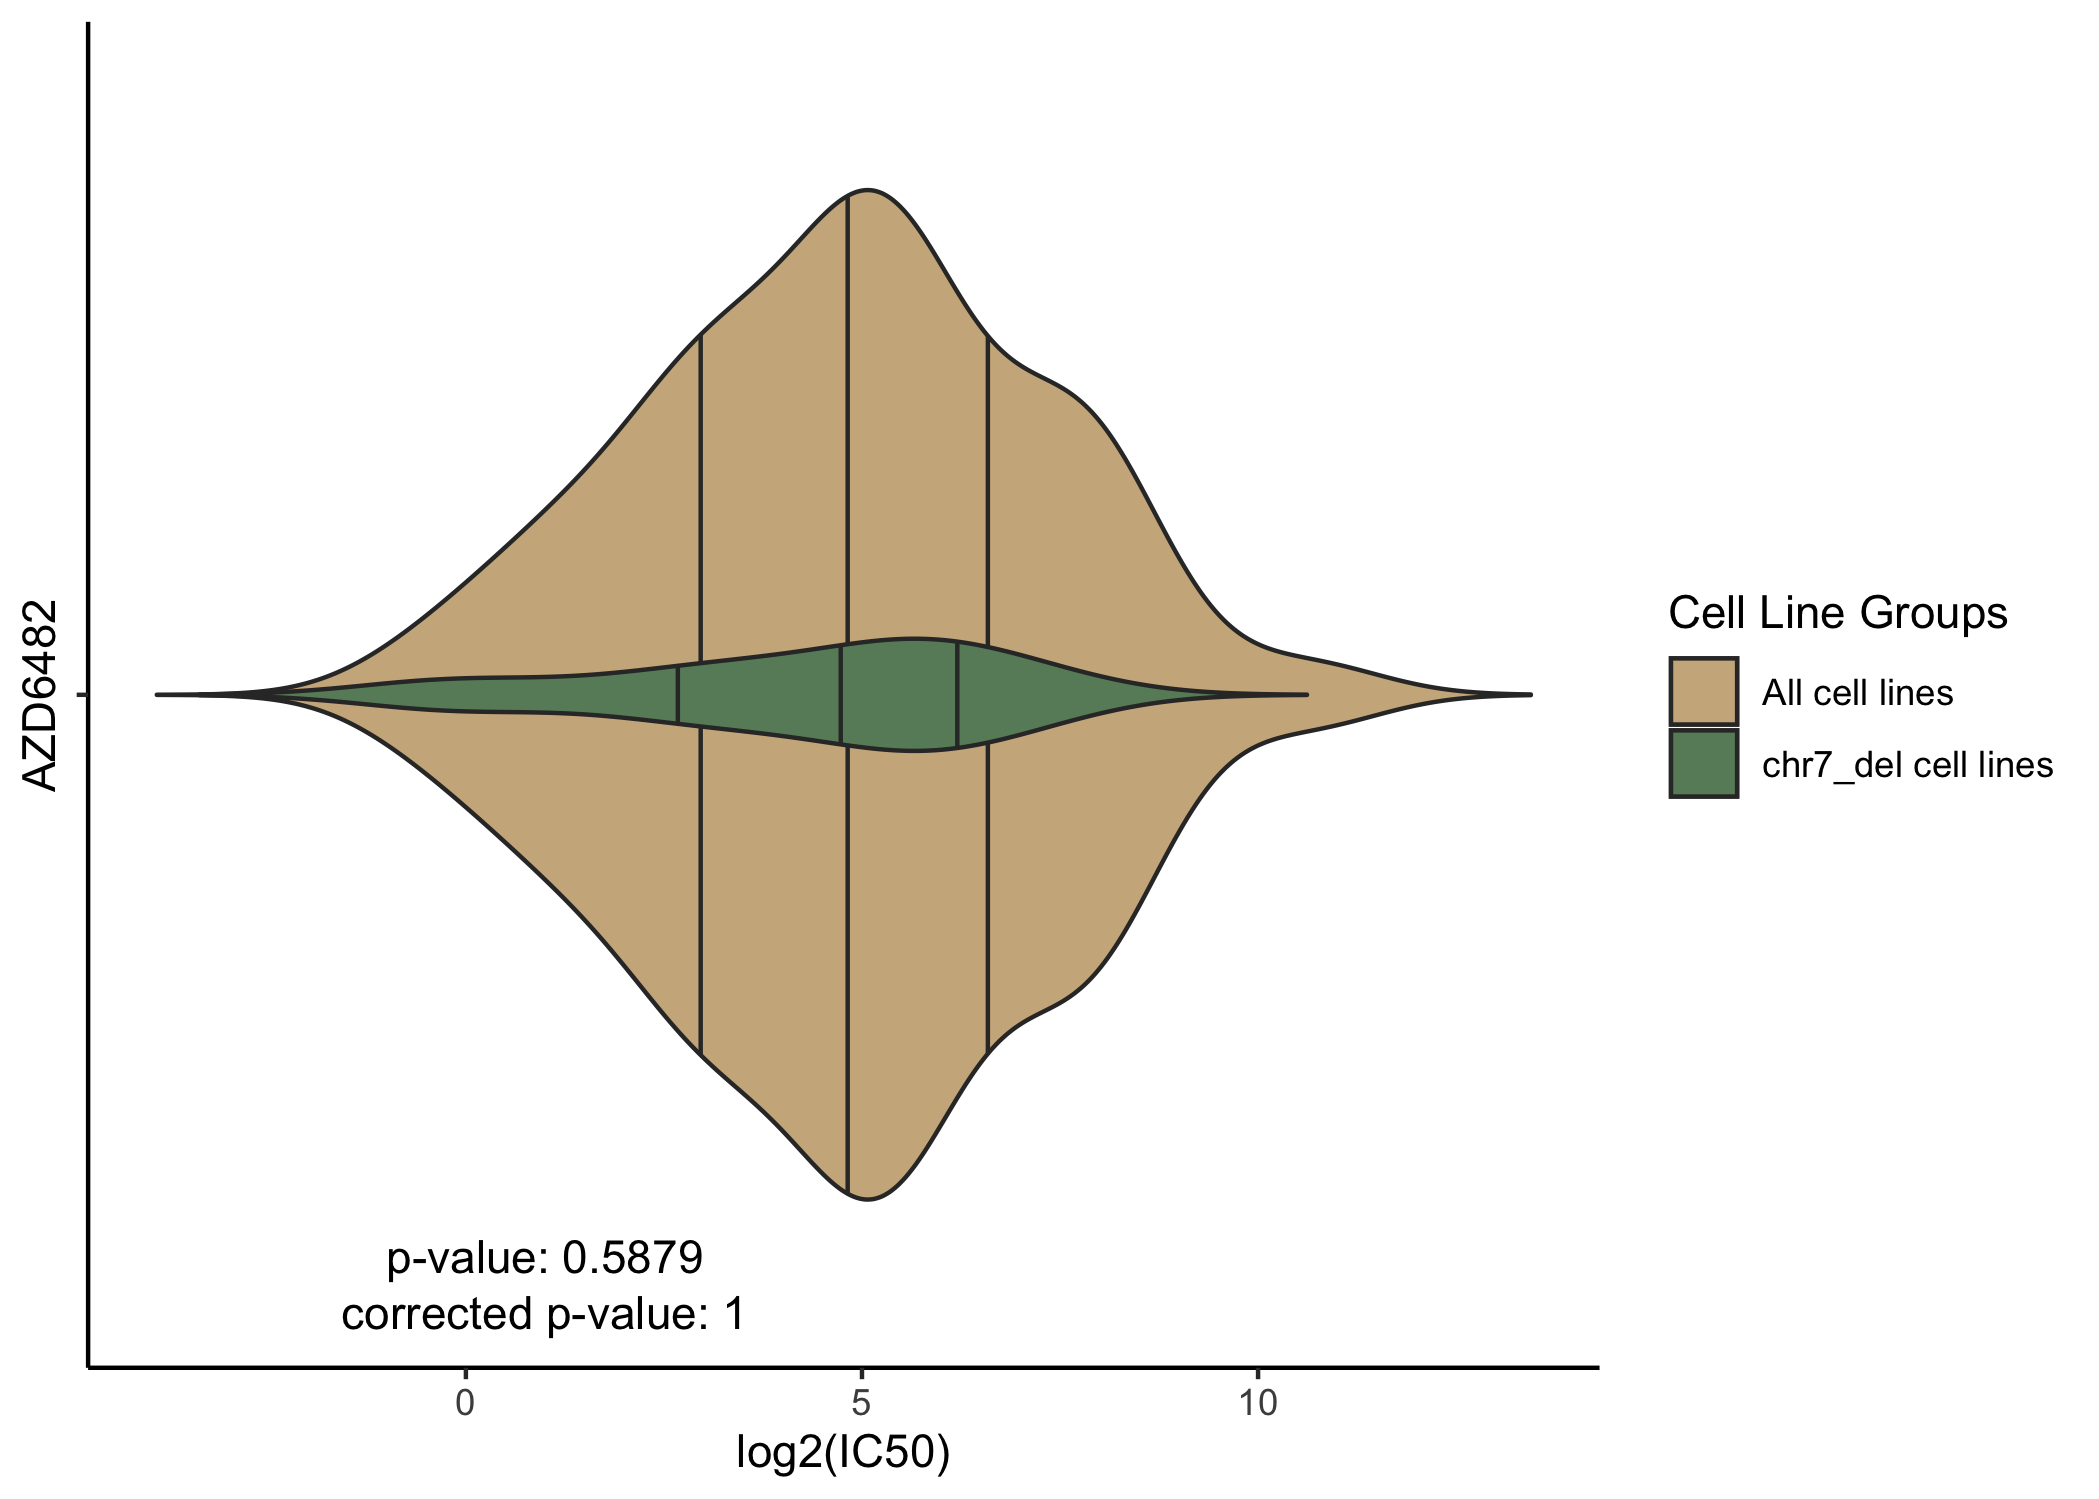 AZD6482
Cell Line Groups
All cell lines
chr7_del cell lines
p-value: 0.5879
corrected p-value: 1
0 5 10
log2(IC50)